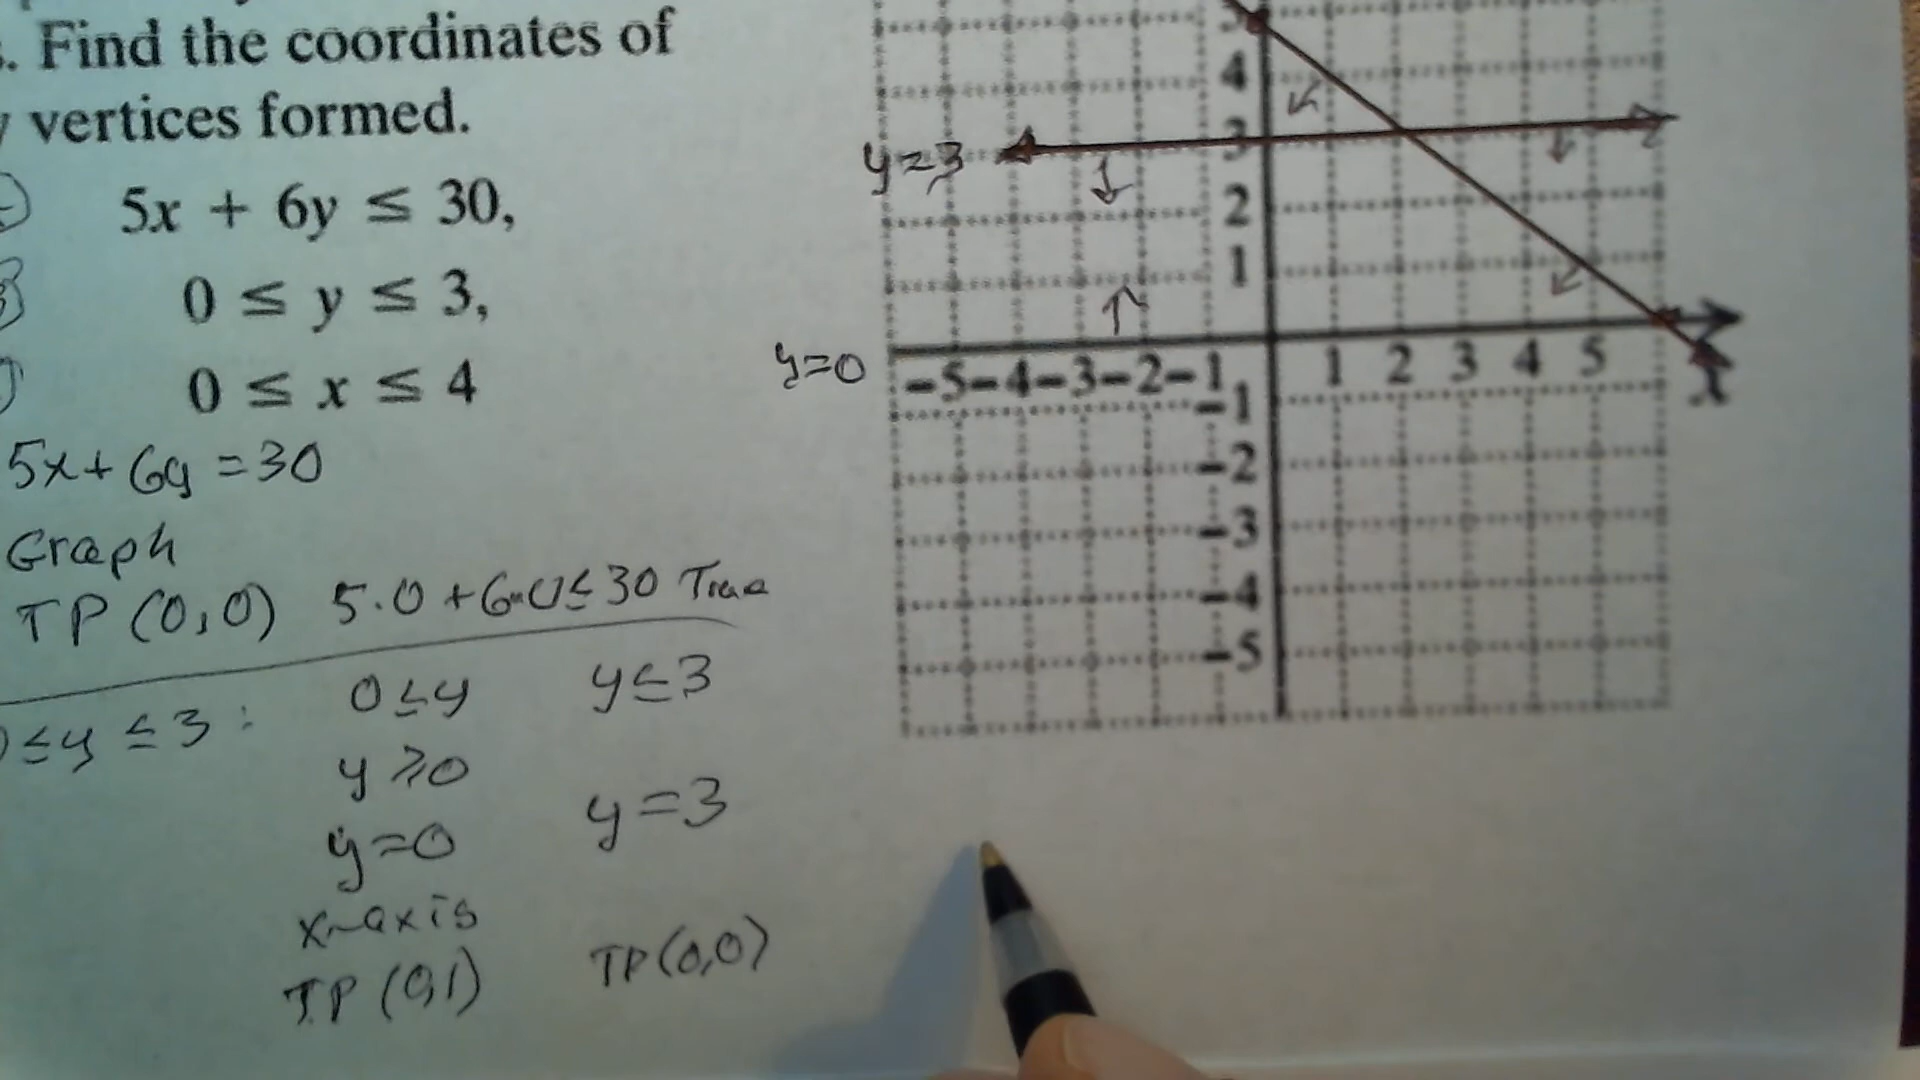 . Find the coordinates of
vertices formed.
5x + 6y ≤ 30,
0 ≤ y ≤ 3,
0 ≤ x ≤ 4
5x + 6y = 30
Graph
TP (0,0) 5·0 + 6·0 ≤ 30 True
≤ y ≤ 3 : 0 ≤ y y ≤ 3
y ≥ 0
y = 0 y = 3
x-axis
TP (0,1) TP (0,0)
4
y = 3 3
2
1
y = 0 -5 -4 -3 -2 -1 1 2 3 4 5 x
-1
-2
-3
-4
-5